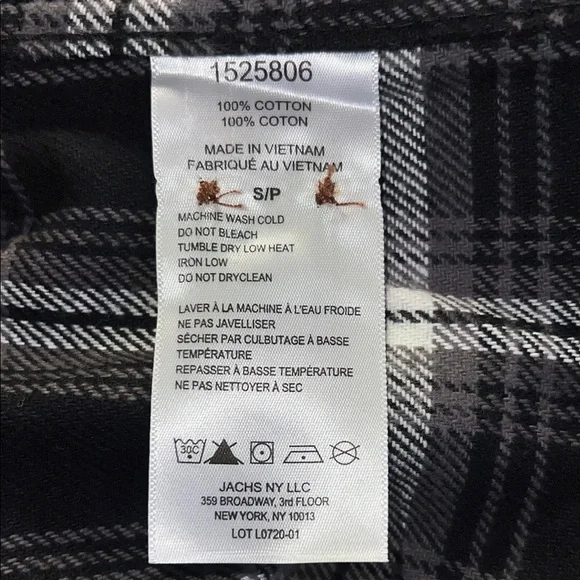 1525806
100% COTTON
100% COTON
MADE IN VIETNAM
FABRIQUÉ AU VIETNAM
S/P
MACHINE WASH COLD
DO NOT BLEACH
TUMBLE DRY LOW HEAT
IRON LOW
DO NOT DRYCLEAN
LAVER À LA MACHINE À L'EAU FROIDE
NE PAS JAVELLISER
SÉCHER PAR CULBUTAGE À BASSE
TEMPÉRATURE
REPASSER À BASSE TEMPÉRATURE
NE PAS NETTOYER À SEC
30C
JACHS NY LLC
359 BROADWAY, 3rd FLOOR
NEW YORK, NY 10013
LOT L0720-01